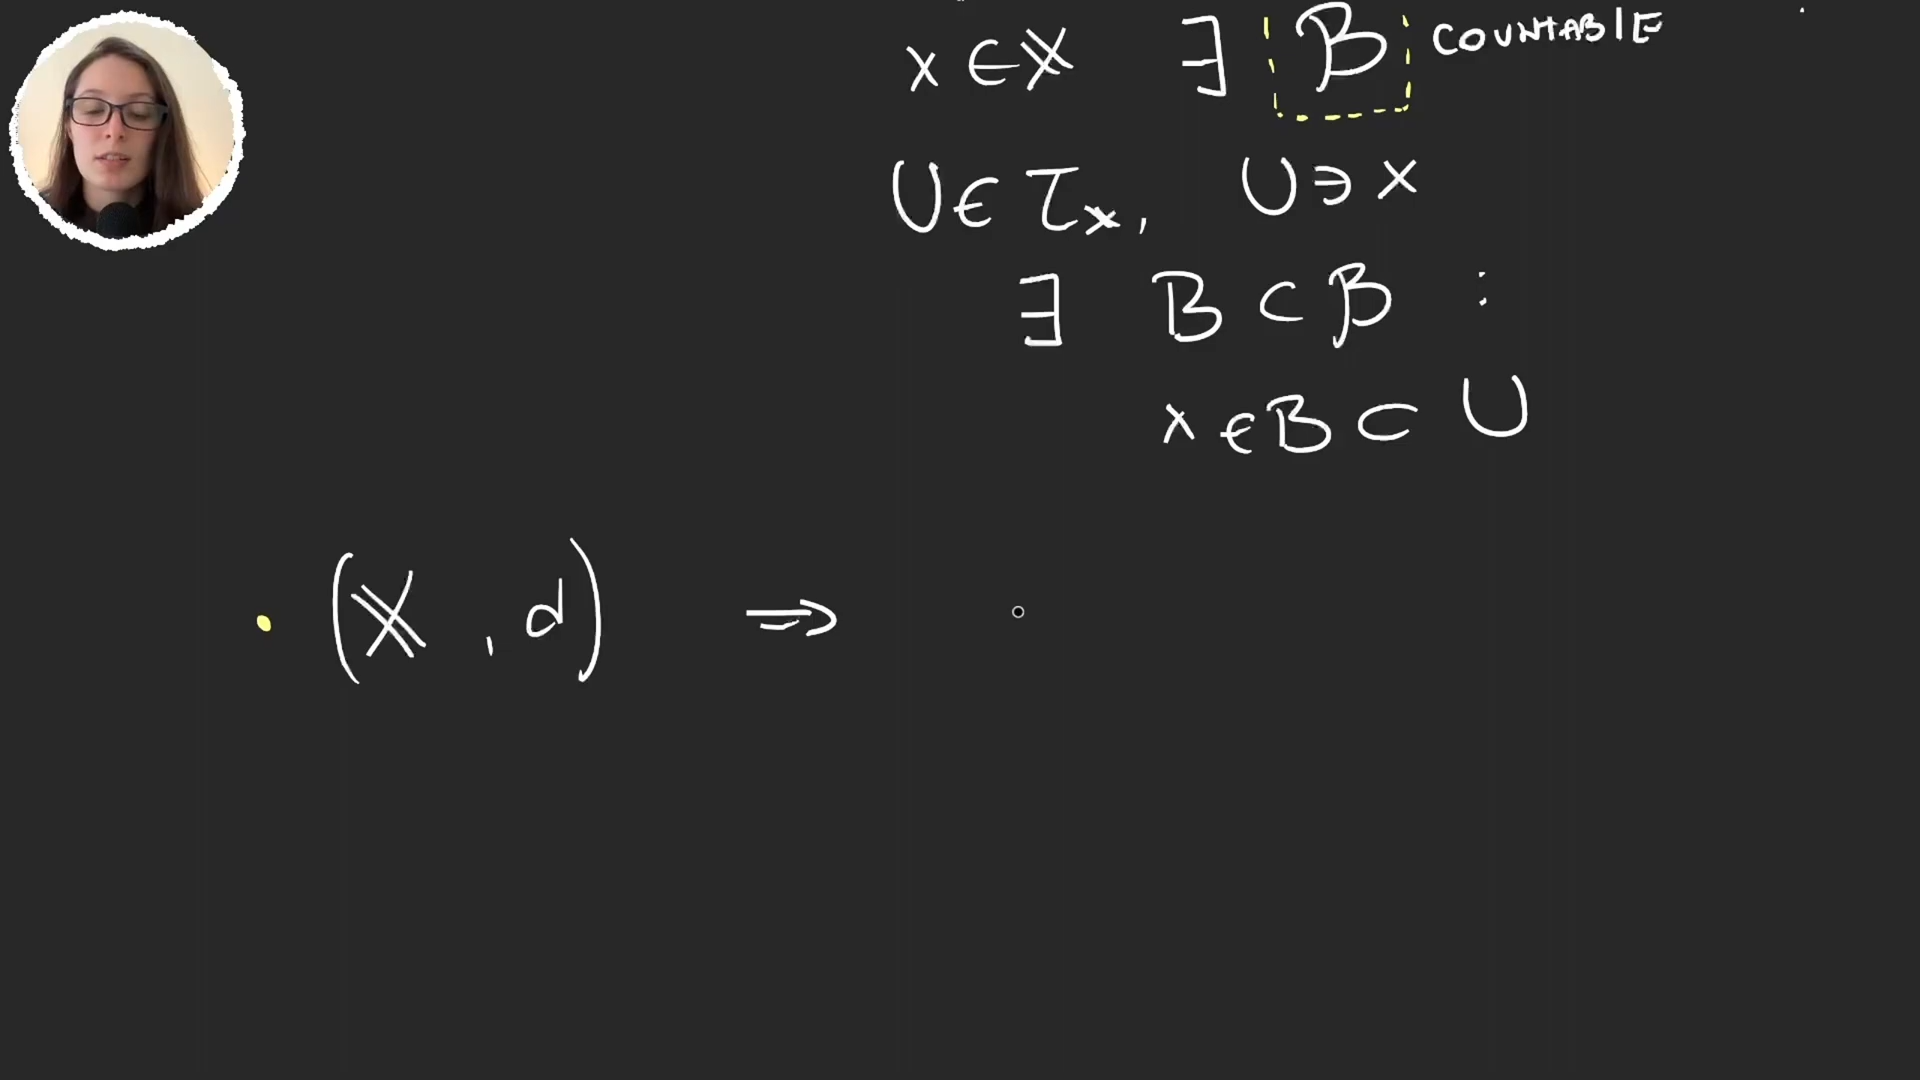 x ∈ 𝕏 ∃ ℬ COUNTABLE
U ∈ τ_𝕏, U ∋ x
∃ B ⊂ ℬ :
x ∈ B ⊂ U
• (𝕏, d) ⇒